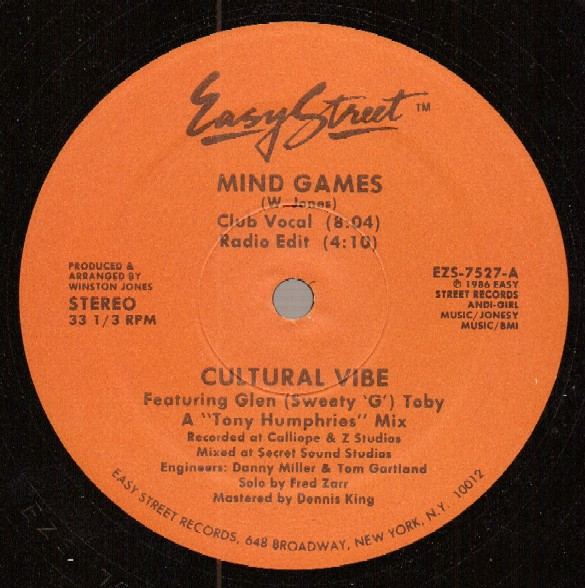 Easy Street ™
MIND GAMES
(W. Jones)
Club Vocal (8:04)
Radio Edit (4:10)
PRODUCED &
ARRANGED BY
WINSTON JONES
STEREO
33 1/3 RPM
EZS-7527-A
℗ 1986 EASY
STREET RECORDS
ANDI-GIRL
MUSIC/JONESY
MUSIC/BMI
CULTURAL VIBE
Featuring Glen (Sweety 'G') Toby
A "Tony Humphries" Mix
Recorded at Calliope & Z Studios
Mixed at Secret Sound Studios
Engineers: Danny Miller & Tom Gartland
Solo by Fred Zarr
Mastered by Dennis King
EASY STREET RECORDS, 648 BROADWAY, NEW YORK, N.Y. 10012